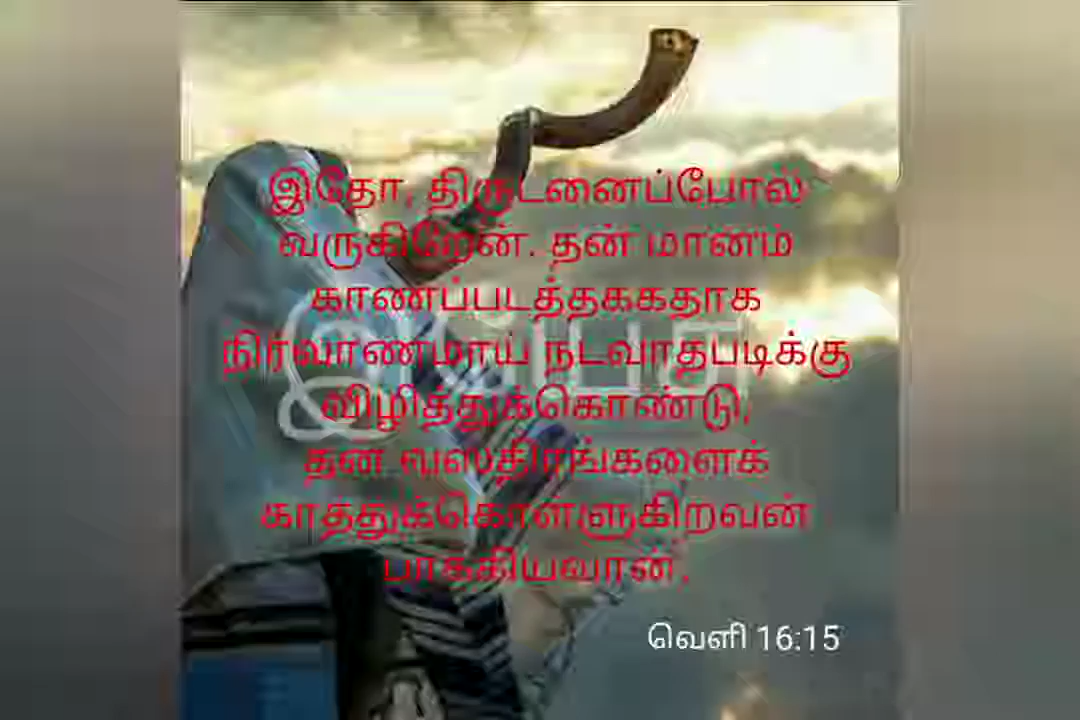 இதோ, திருடனைப்போல்
வருகிறேன். தன் மானம்
காணப்படத்தக்கதாக
நிர்வாணமாய் நடவாதபடிக்கு
விழித்துக்கொண்டு,
தன் வஸ்திரங்களைக்
காத்துக்கொள்ளுகிறவன்
பாக்கியவான்.
வெளி 16:15